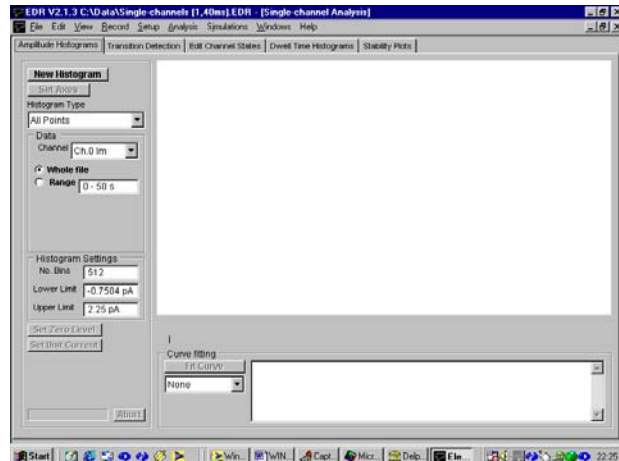 EDR V2.1.3 C:\Data\Single-channels [1,40ms].EDR - [Single-channel Analysis]
File Edit View Record Setup Analysis Simulations Windows Help
Amplitude Histograms Transition Detection Edit Channel States Dwell Time Histograms Stability Plots
New Histogram
Set Axes
Histogram Type
All Points
Data
Channel Ch.0 Im
Whole file
Range 0 - 50 s
Histogram Settings
No. Bins 512
Lower Limit -0.7504 pA
Upper Limit 2.25 pA
Set Zero Level
Set Unit Current
Curve fitting
Fit Curve
None
Abort
Start Win... WIN... Capt... Micr... Delp... Ele... 22:25